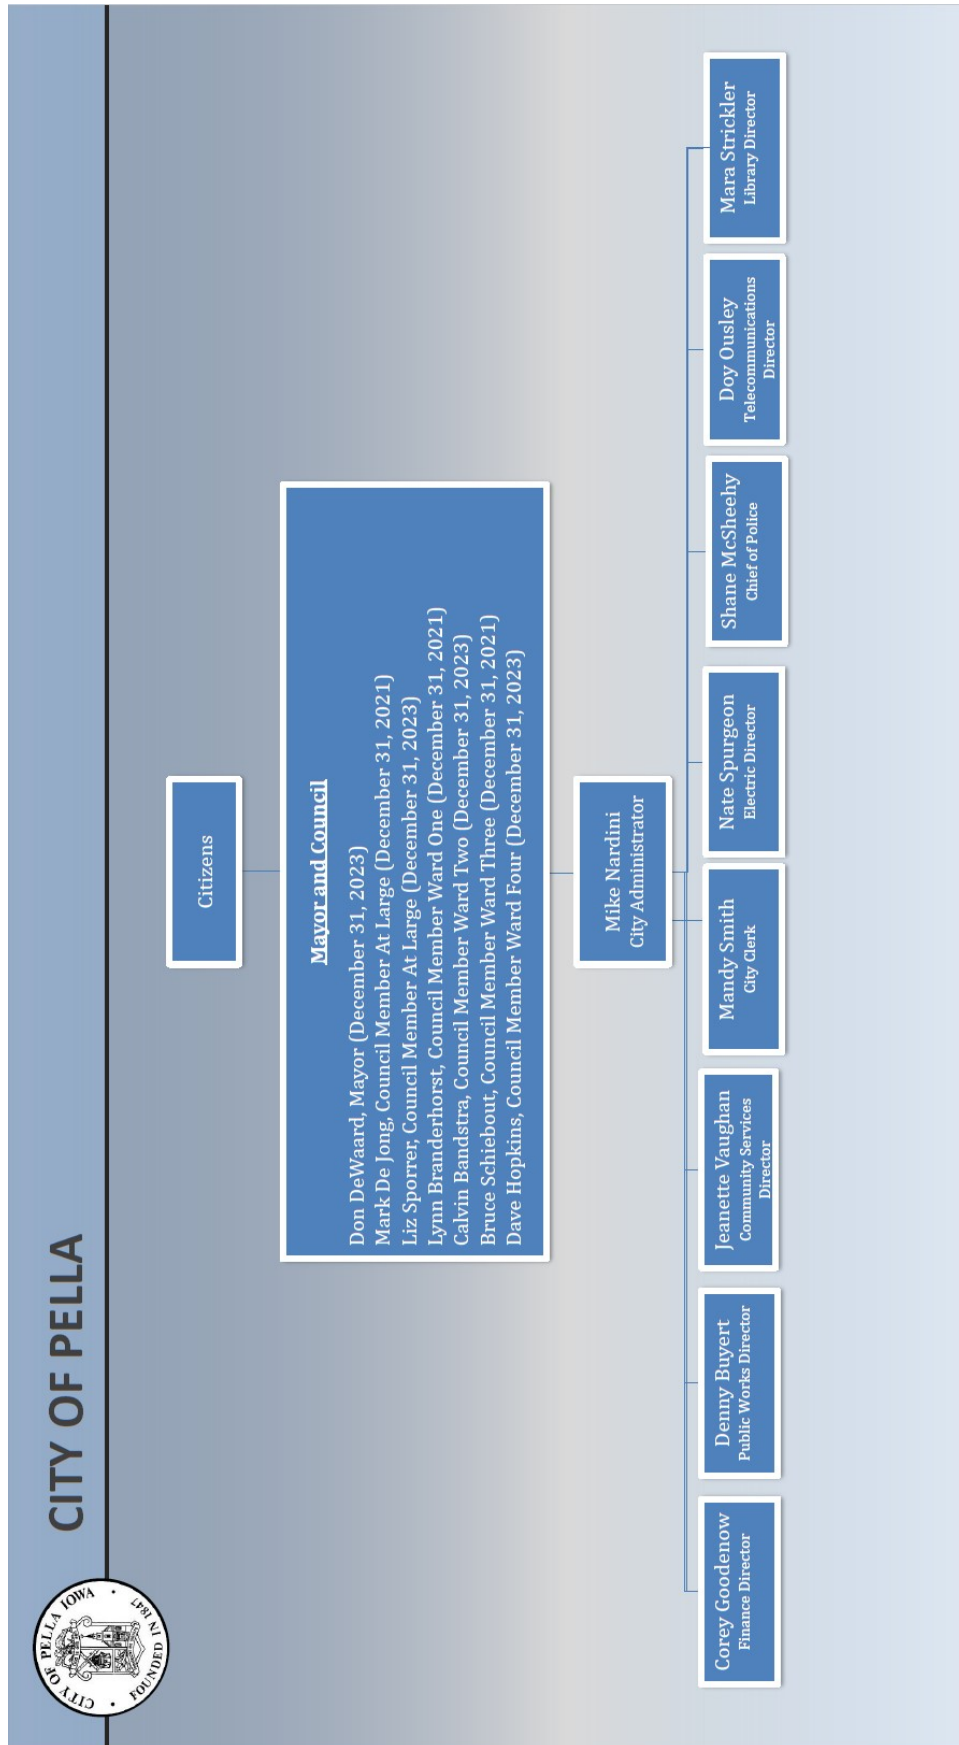 CITY OF PELLA IOWA
FOUNDED IN 1847
CITY OF PELLA
Citizens
Mayor and Council
Don DeWaard, Mayor (December 31, 2023)
Mark De Jong, Council Member At Large (December 31, 2021)
Liz Sporrer, Council Member At Large (December 31, 2023)
Lynn Branderhorst, Council Member Ward One (December 31, 2021)
Calvin Bandstra, Council Member Ward Two (December 31, 2023)
Bruce Schiebout, Council Member Ward Three (December 31, 2021)
Dave Hopkins, Council Member Ward Four (December 31, 2023)
Mike Nardini
City Administrator
Corey Goodenow
Finance Director
Denny Buyert
Public Works Director
Jeanette Vaughan
Community Services
Director
Mandy Smith
City Clerk
Nate Spurgeon
Electric Director
Shane McSheehy
Chief of Police
Doy Ousley
Telecommunications
Director
Mara Strickler
Library Director